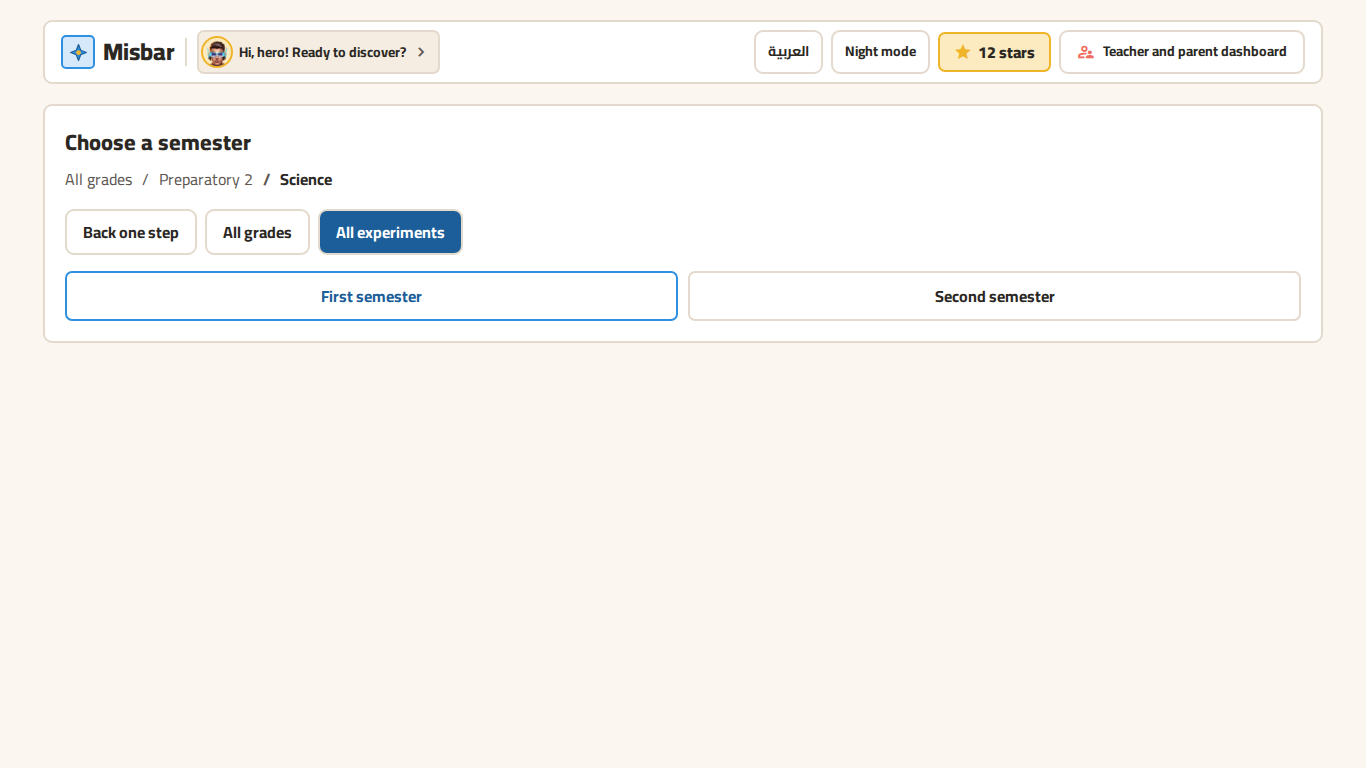 Misbar
Hi, hero! Ready to discover?
العربية
Night mode
12 stars
Teacher and parent dashboard
Choose a semester
All grades / Preparatory 2 / Science
Back one step
All grades
All experiments
First semester
Second semester